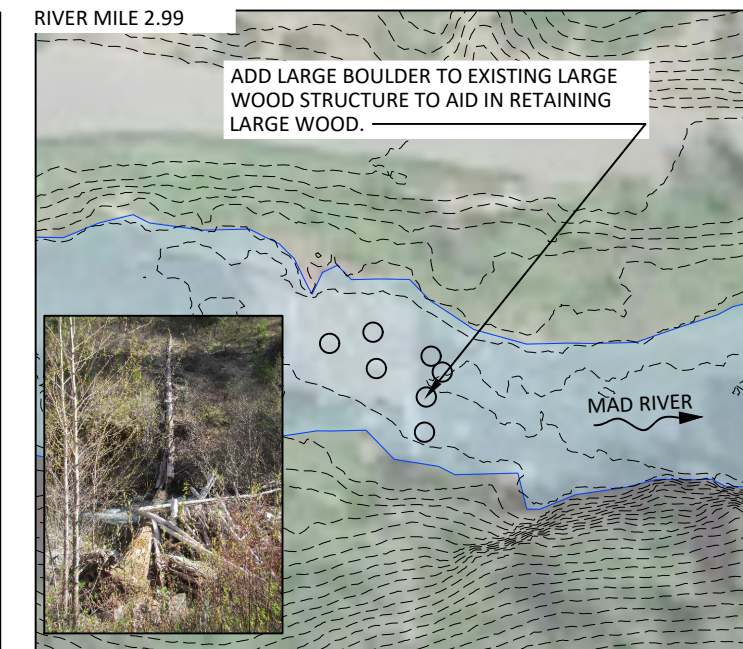 RIVER MILE 2.99
ADD LARGE BOULDER TO EXISTING LARGE
WOOD STRUCTURE TO AID IN RETAINING
LARGE WOOD.
MAD RIVER